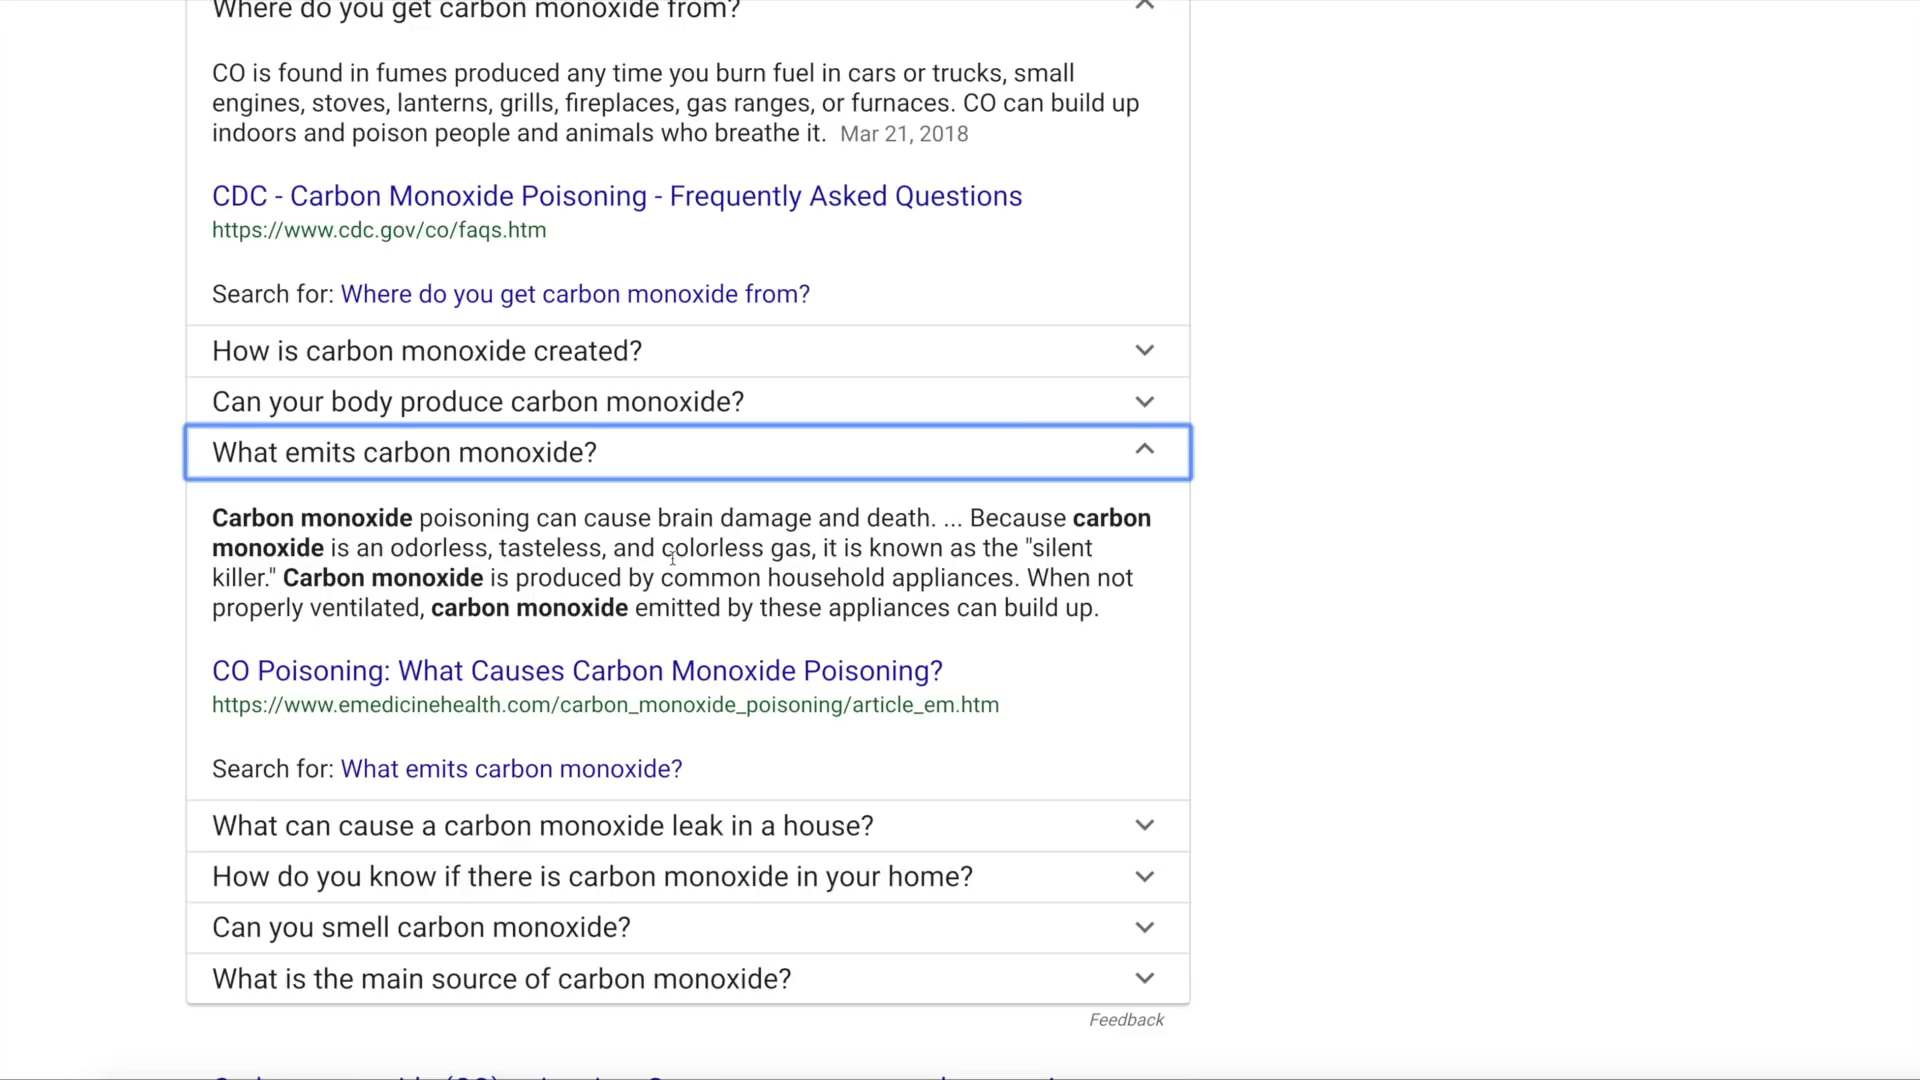 Where do you get carbon monoxide from?
CO is found in fumes produced any time you burn fuel in cars or trucks, small
engines, stoves, lanterns, grills, fireplaces, gas ranges, or furnaces. CO can build up
indoors and poison people and animals who breathe it. Mar 21, 2018
CDC - Carbon Monoxide Poisoning - Frequently Asked Questions
https://www.cdc.gov/co/faqs.htm
Search for: Where do you get carbon monoxide from?
How is carbon monoxide created?
Can your body produce carbon monoxide?
What emits carbon monoxide?
Carbon monoxide poisoning can cause brain damage and death. ... Because carbon
monoxide is an odorless, tasteless, and colorless gas, it is known as the "silent
killer." Carbon monoxide is produced by common household appliances. When not
properly ventilated, carbon monoxide emitted by these appliances can build up.
CO Poisoning: What Causes Carbon Monoxide Poisoning?
https://www.emedicinehealth.com/carbon_monoxide_poisoning/article_em.htm
Search for: What emits carbon monoxide?
What can cause a carbon monoxide leak in a house?
How do you know if there is carbon monoxide in your home?
Can you smell carbon monoxide?
What is the main source of carbon monoxide?
Feedback